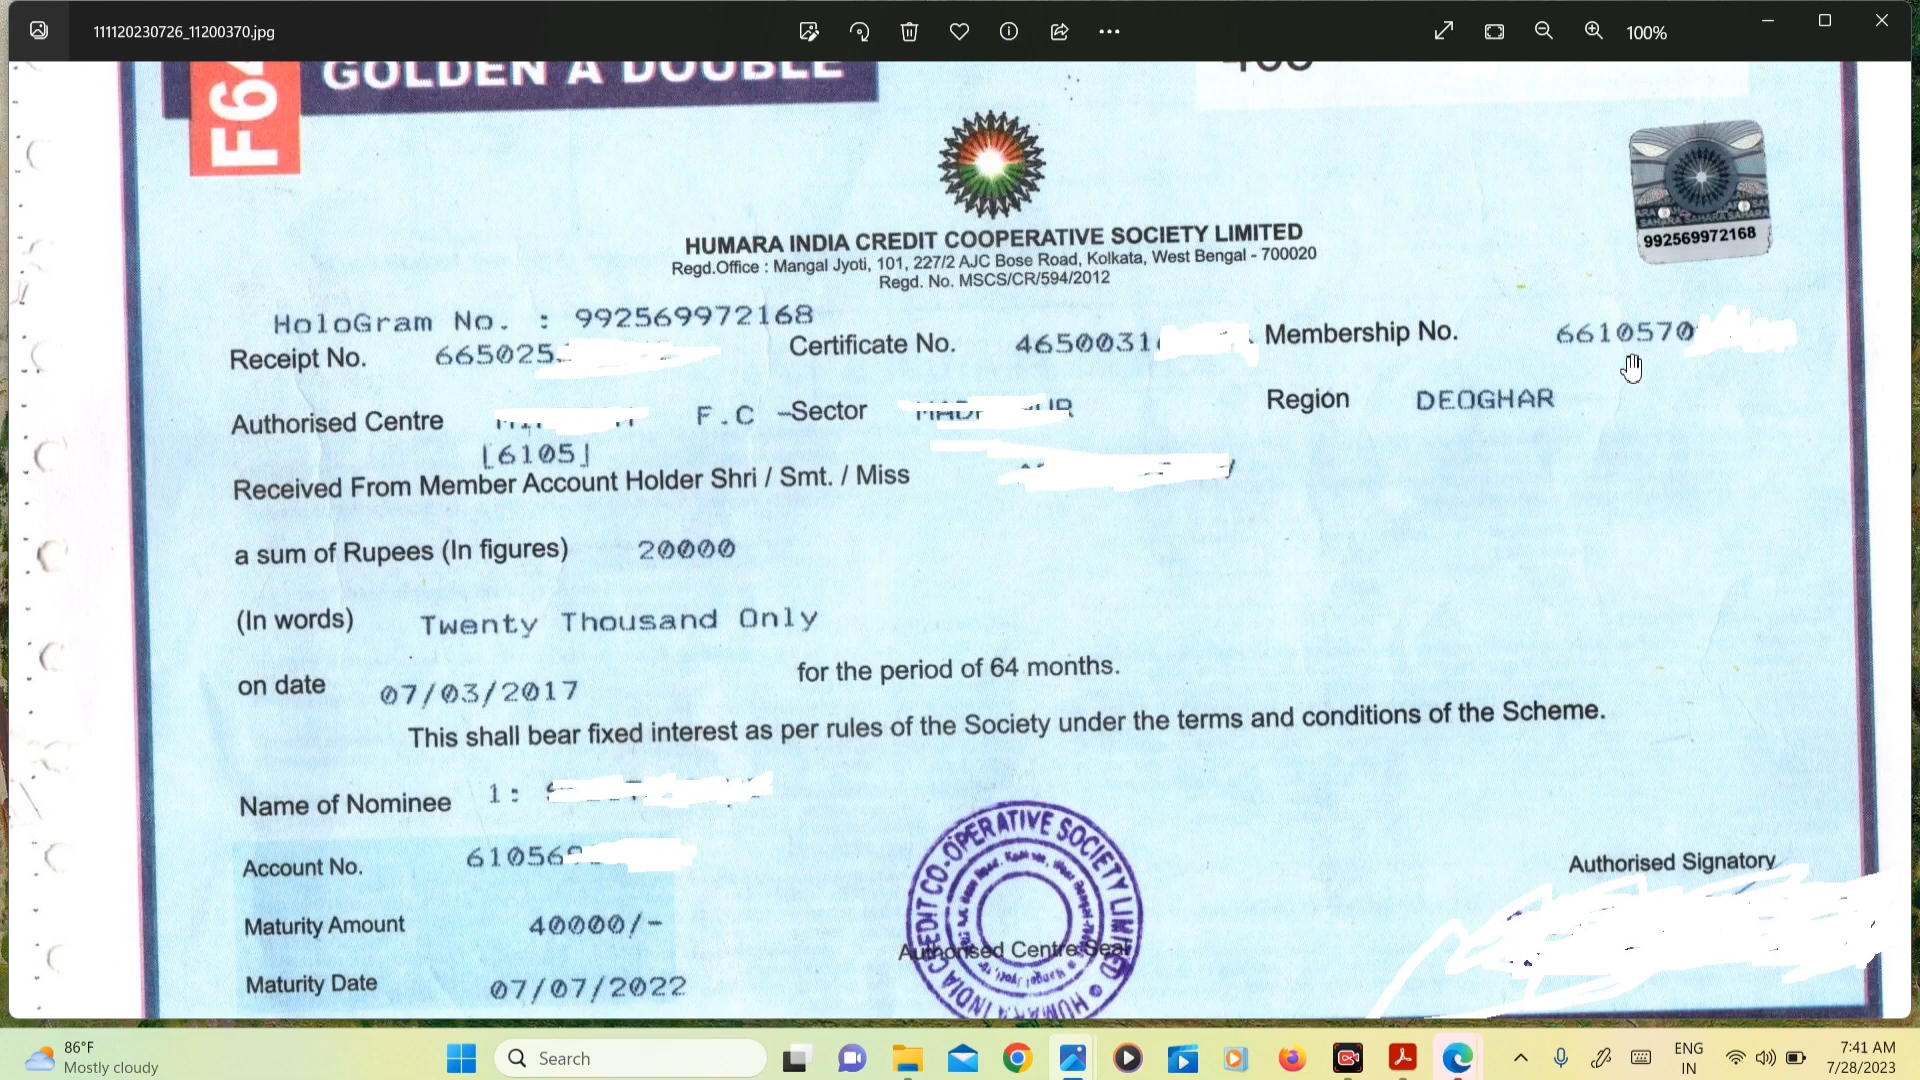 111120230726_11200370.jpg
100%
F64
GOLDEN A DOUBLE
HUMARA INDIA CREDIT COOPERATIVE SOCIETY LIMITED
Regd.Office : Mangal Jyoti, 101, 227/2 AJC Bose Road, Kolkata, West Bengal - 700020
Regd. No. MSCS/CR/594/2012
992569972168
HoloGram No. : 992569972168
Receipt No. 665025
Certificate No. 4650031
Membership No. 6610570
Authorised Centre F.C -
[6105]
Sector
Region DEOGHAR
Received From Member Account Holder Shri / Smt. / Miss
a sum of Rupees (In figures) 20000
(In words) Twenty Thousand Only
on date 07/03/2017 for the period of 64 months.
This shall bear fixed interest as per rules of the Society under the terms and conditions of the Scheme.
Name of Nominee 1:
Account No. 61056
Maturity Amount 40000/-
Maturity Date 07/07/2022
CREDIT CO-OPERATIVE SOCIETY LIMITED
Authorised Centre Seal
Authorised Signatory
86°F
Mostly cloudy
Search
ENG
IN
7:41 AM
7/28/2023